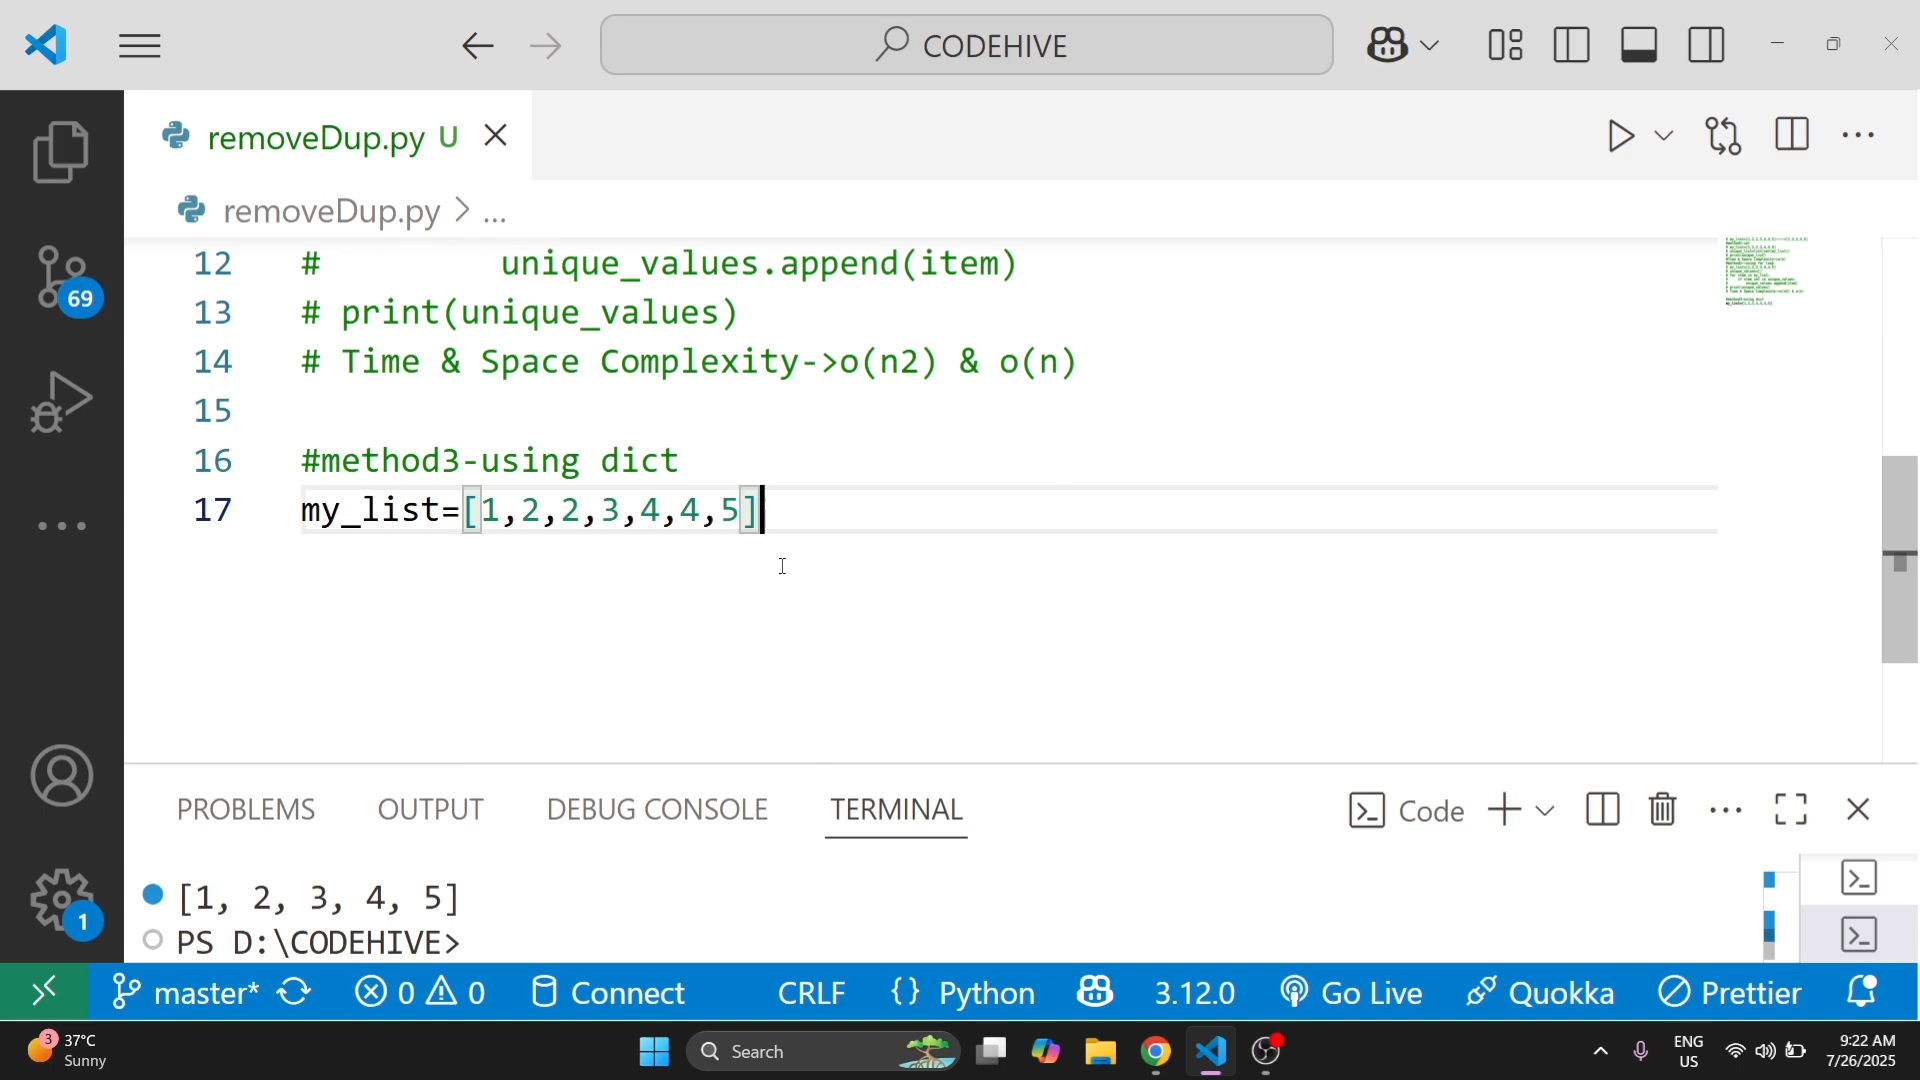 CODEHIVE
removeDup.py U
removeDup.py > ...
12 # unique_values.append(item)
13 # print(unique_values)
14 # Time & Space Complexity->o(n2) & o(n)
15
16 #method3-using dict
17 my_list=[1,2,2,3,4,4,5]
69
1
PROBLEMS OUTPUT DEBUG CONSOLE TERMINAL
Code
[1, 2, 3, 4, 5]
PS D:\CODEHIVE>
master* 0 0 Connect CRLF {} Python 3.12.0 Go Live Quokka Prettier
3
37°C
Sunny
Search
ENG
US
9:22 AM
7/26/2025